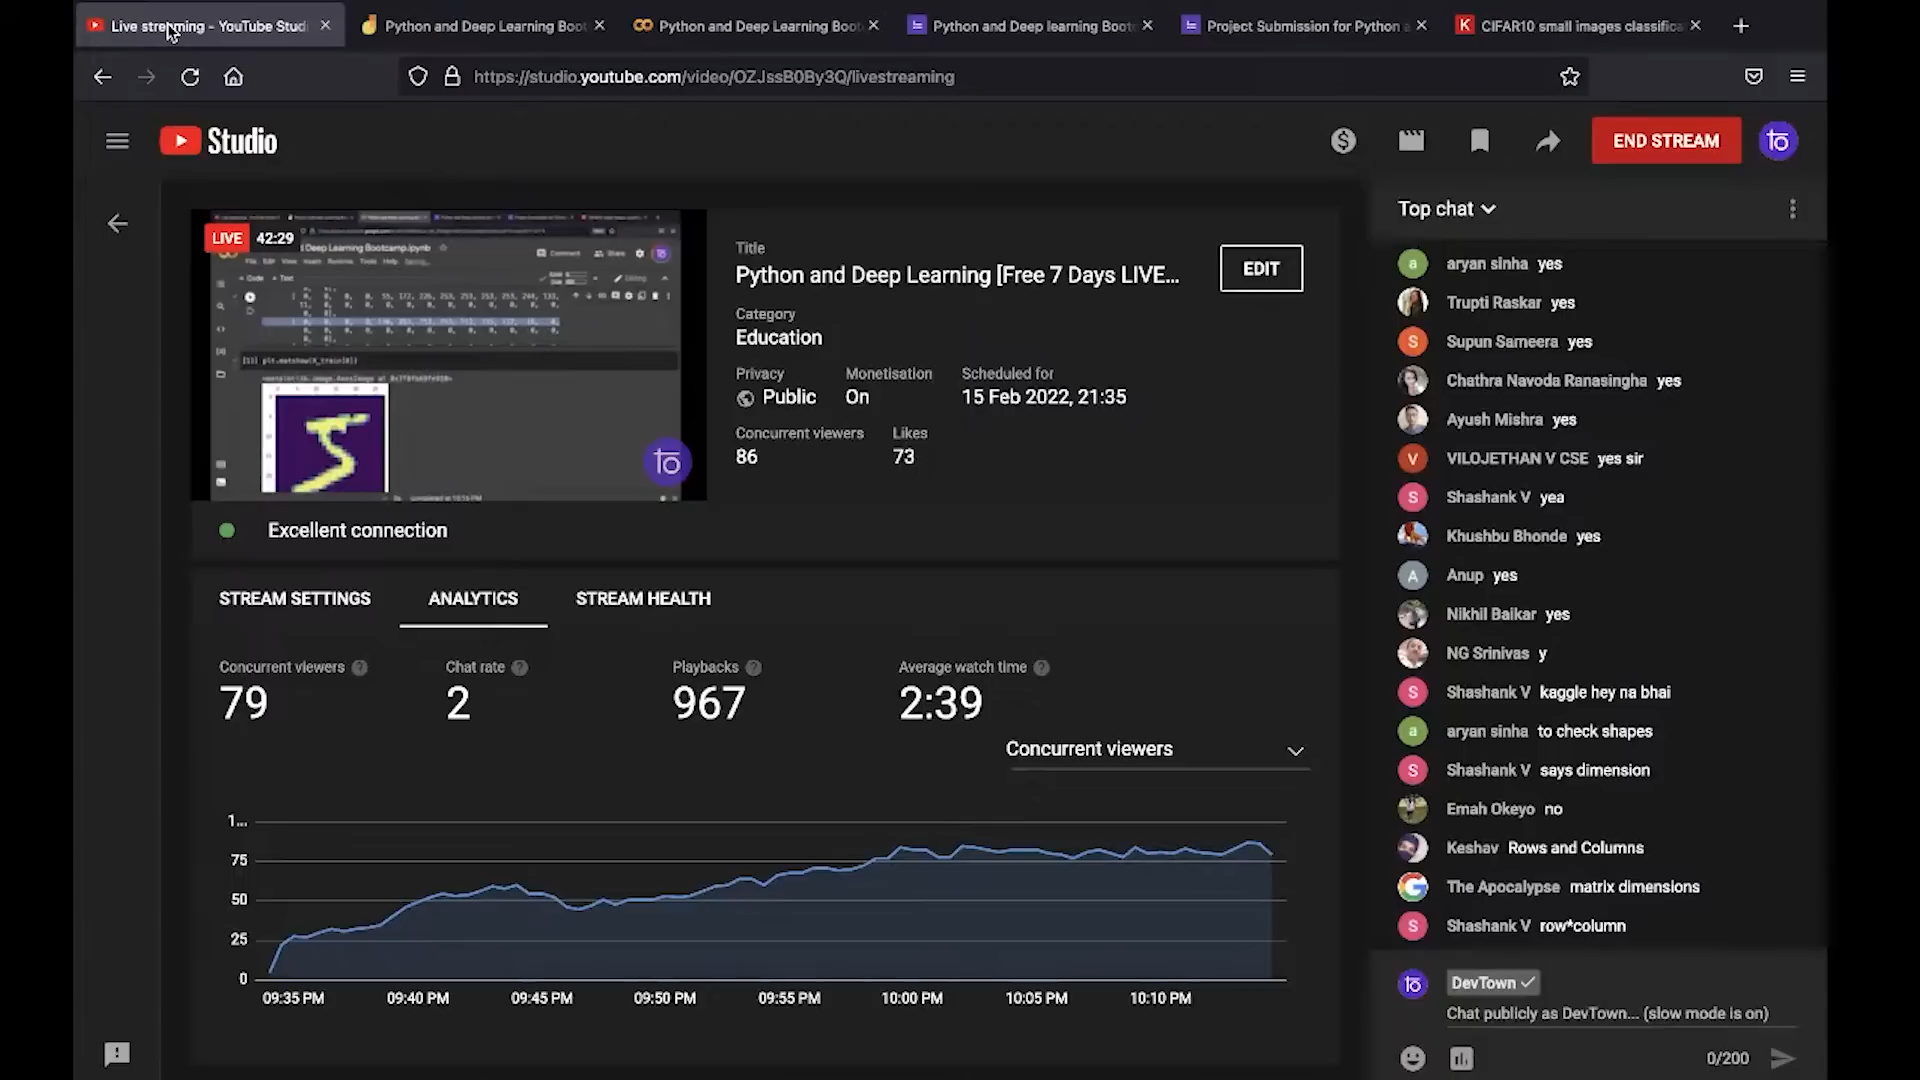 Live streaming - YouTube Studi
Python and Deep Learning Boot
Python and Deep Learning Boot
Python and Deep learning Boot
Project Submission for Python a
CIFAR10 small images classifica
https://studio.youtube.com/video/OZJssB0By3Q/livestreaming
Studio
END STREAM
LIVE 42:29
Deep Learning Bootcamp.ipynb
Title
Python and Deep Learning [Free 7 Days LIVE...
EDIT
Category
Education
Privacy
Public
Monetisation
On
Scheduled for
15 Feb 2022, 21:35
Concurrent viewers
86
Likes
73
Excellent connection
STREAM SETTINGS
ANALYTICS
STREAM HEALTH
Concurrent viewers
79
Chat rate
2
Playbacks
967
Average watch time
2:39
Concurrent viewers
1...
75
50
25
0
09:35 PM 09:40 PM 09:45 PM 09:50 PM 09:55 PM 10:00 PM 10:05 PM 10:10 PM
Top chat
aryan sinha yes
Trupti Raskar yes
Supun Sameera yes
Chathra Navoda Ranasingha yes
Ayush Mishra yes
VILOJETHAN V CSE yes sir
Shashank V yea
Khushbu Bhonde yes
Anup yes
Nikhil Baikar yes
NG Srinivas y
Shashank V kaggle hey na bhai
aryan sinha to check shapes
Shashank V says dimension
Emah Okeyo no
Keshav Rows and Columns
The Apocalypse matrix dimensions
Shashank V row*column
DevTown
Chat publicly as DevTown... (slow mode is on)
0/200